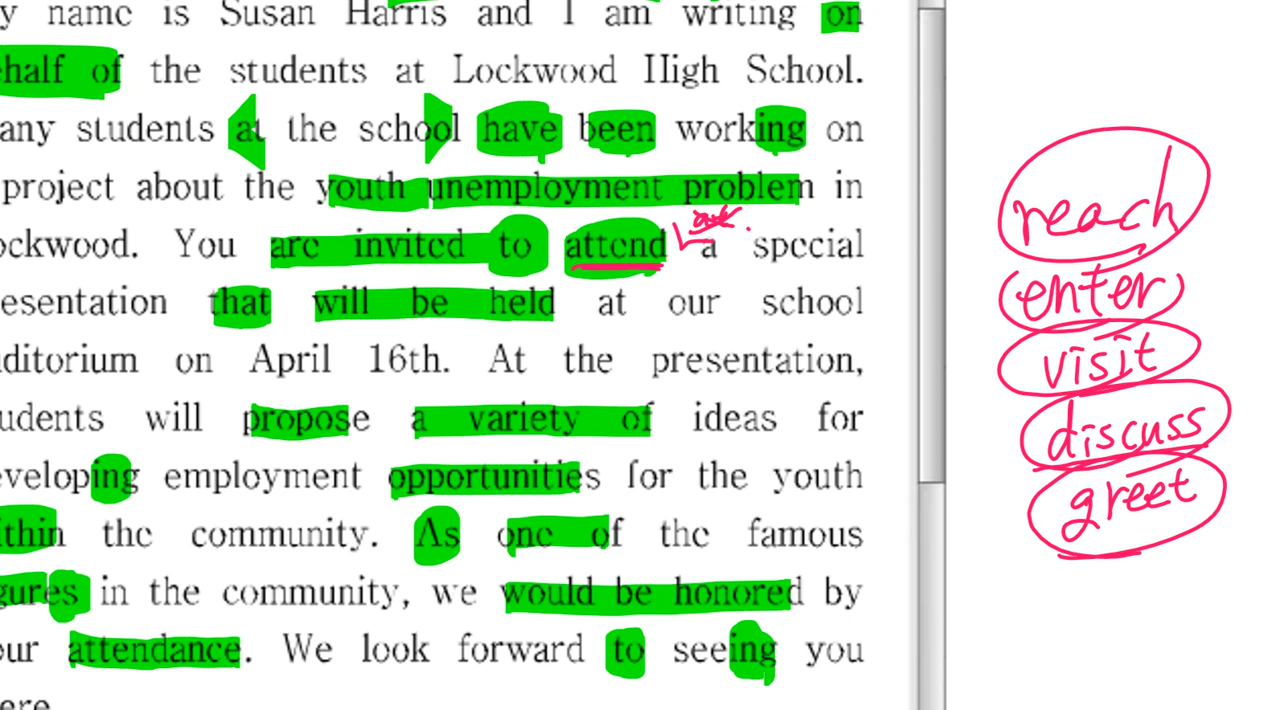 y name is Susan Harris and I am writing on
ehalf of the students at Lockwood High School.
any students at the school have been working on
project about the youth unemployment problem in
ockwood. You are invited to attend a special
esentation that will be held at our school
ditorium on April 16th. At the presentation,
udents will propose a variety of ideas for
veloping employment opportunities for the youth
ithin the community. As one of the famous
gures in the community, we would be honored by
our attendance. We look forward to seeing you
ere
reach
enter
visit
discuss
greet